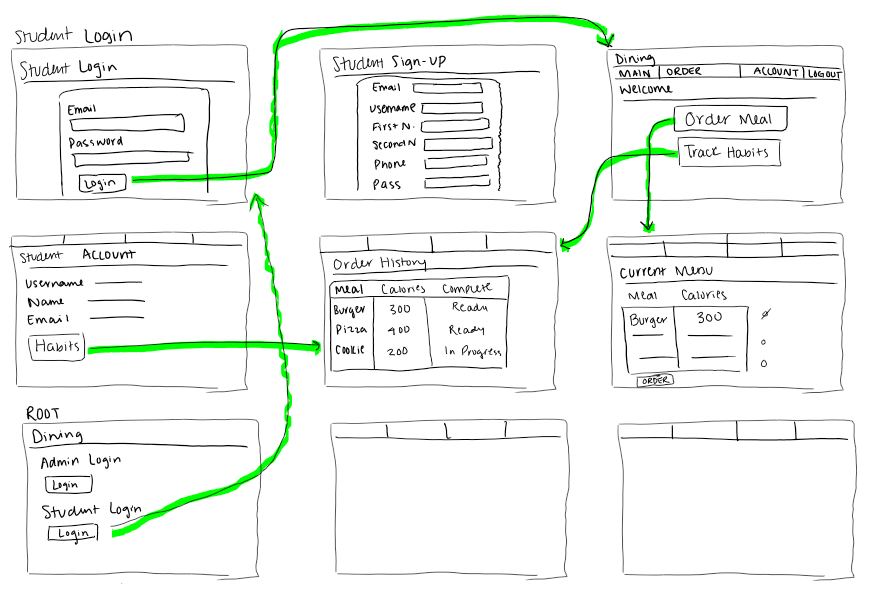 Student Login
Student Login
Email
Password
Login
Student Sign-up
Email
Username
First N.
Second N
Phone
Pass
Dining
MAIN ORDER ACCOUNT LOGOUT
Welcome
Order Meal
Track Habits
Student ACCOUNT
Username
Name
Email
Habits
Order History
Meal Calories Complete
Burger 300 Ready
Pizza 400 Ready
Cookie 200 In Progress
Current Menu
Meal Calories
Burger 300
ORDER
ROOT
Dining
Admin Login
Login
Student Login
Login